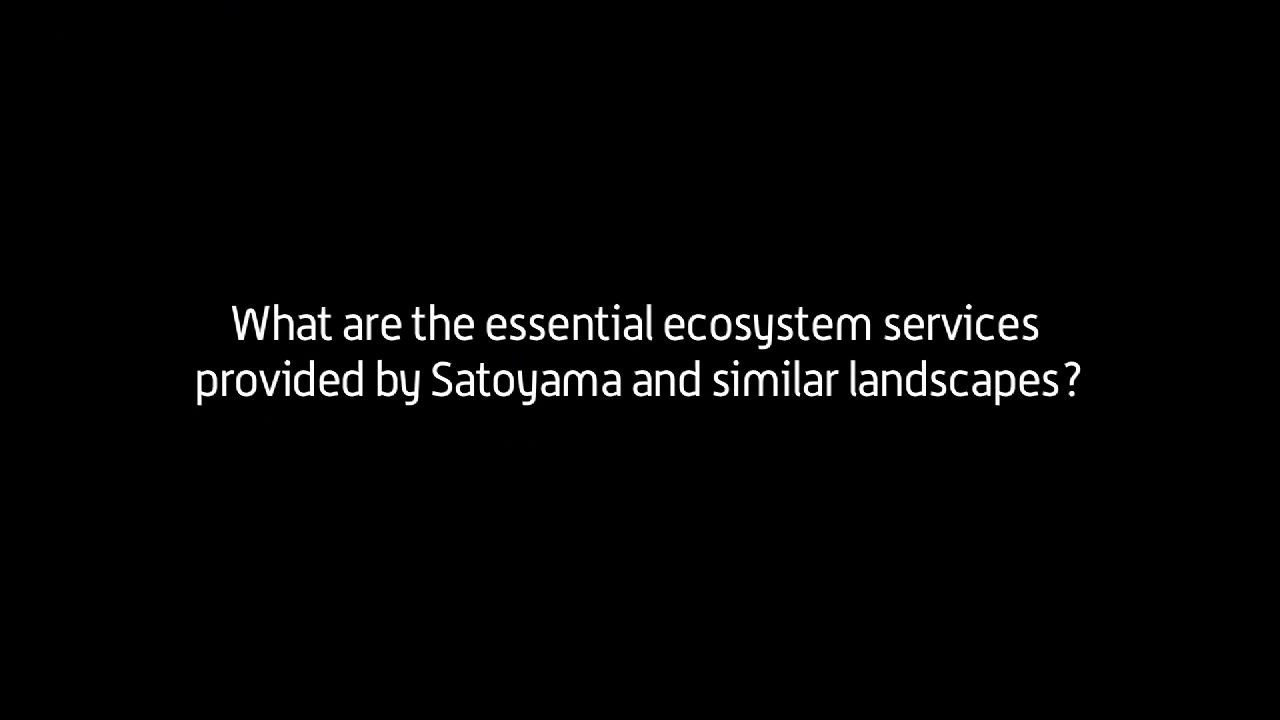 What are the essential ecosystem services
provided by Satoyama and similar landscapes?